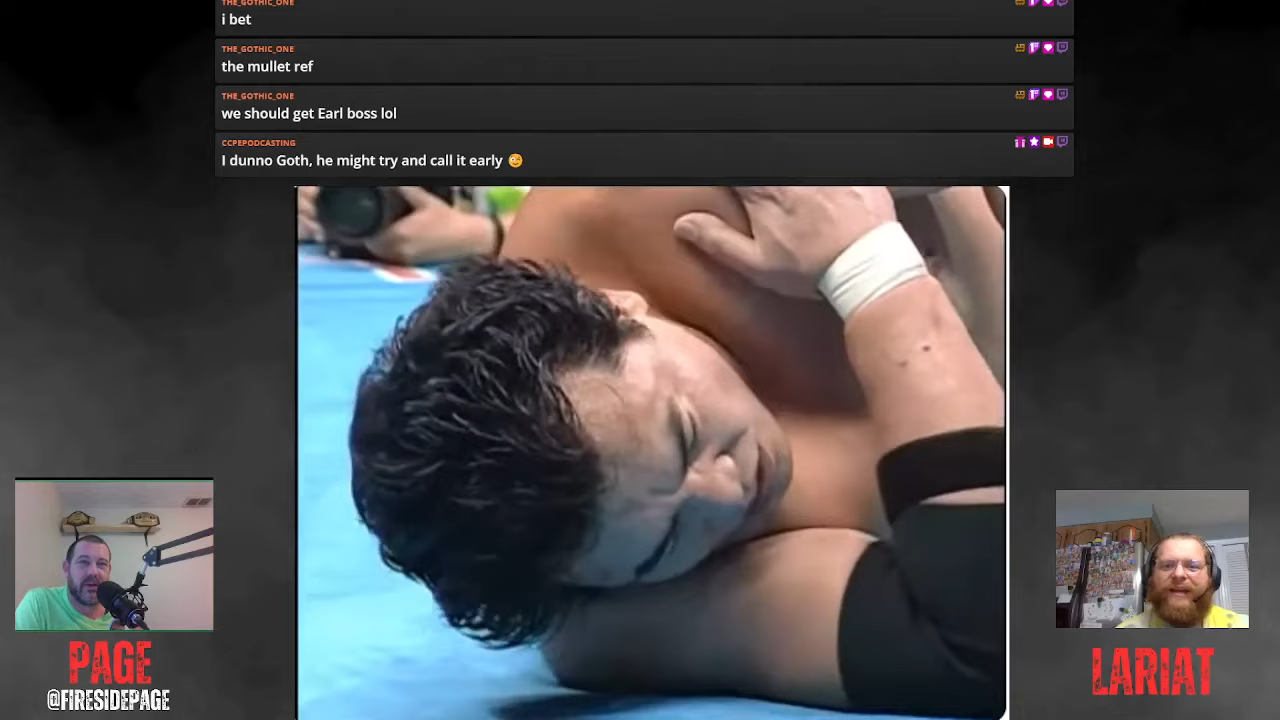 THE_GOTHIC_ONE
i bet
THE_GOTHIC_ONE
the mullet ref
THE_GOTHIC_ONE
we should get Earl boss lol
CCPEPODCASTING
I dunno Goth, he might try and call it early
PAGE
@FIRESIDEPAGE
LARIAT